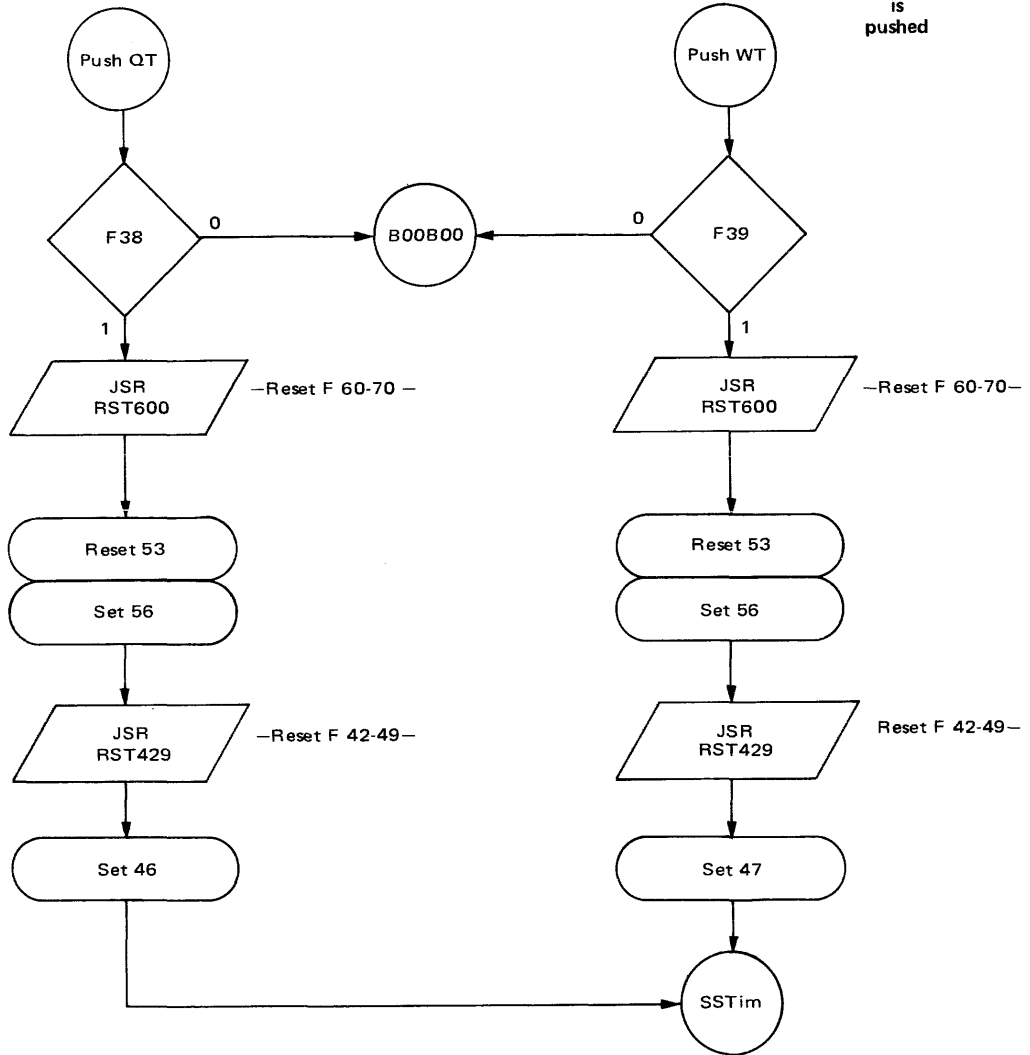 is
pushed
Push QT
Push WT
F38
0
B00B00
0
F39
1
1
JSR
RST600
—Reset F 60-70 —
JSR
RST600
—Reset F 60-70—
Reset 53
Reset 53
Set 56
Set 56
JSR
RST429
—Reset F 42-49—
JSR
RST429
Reset F 42-49—
Set 46
Set 47
SSTim